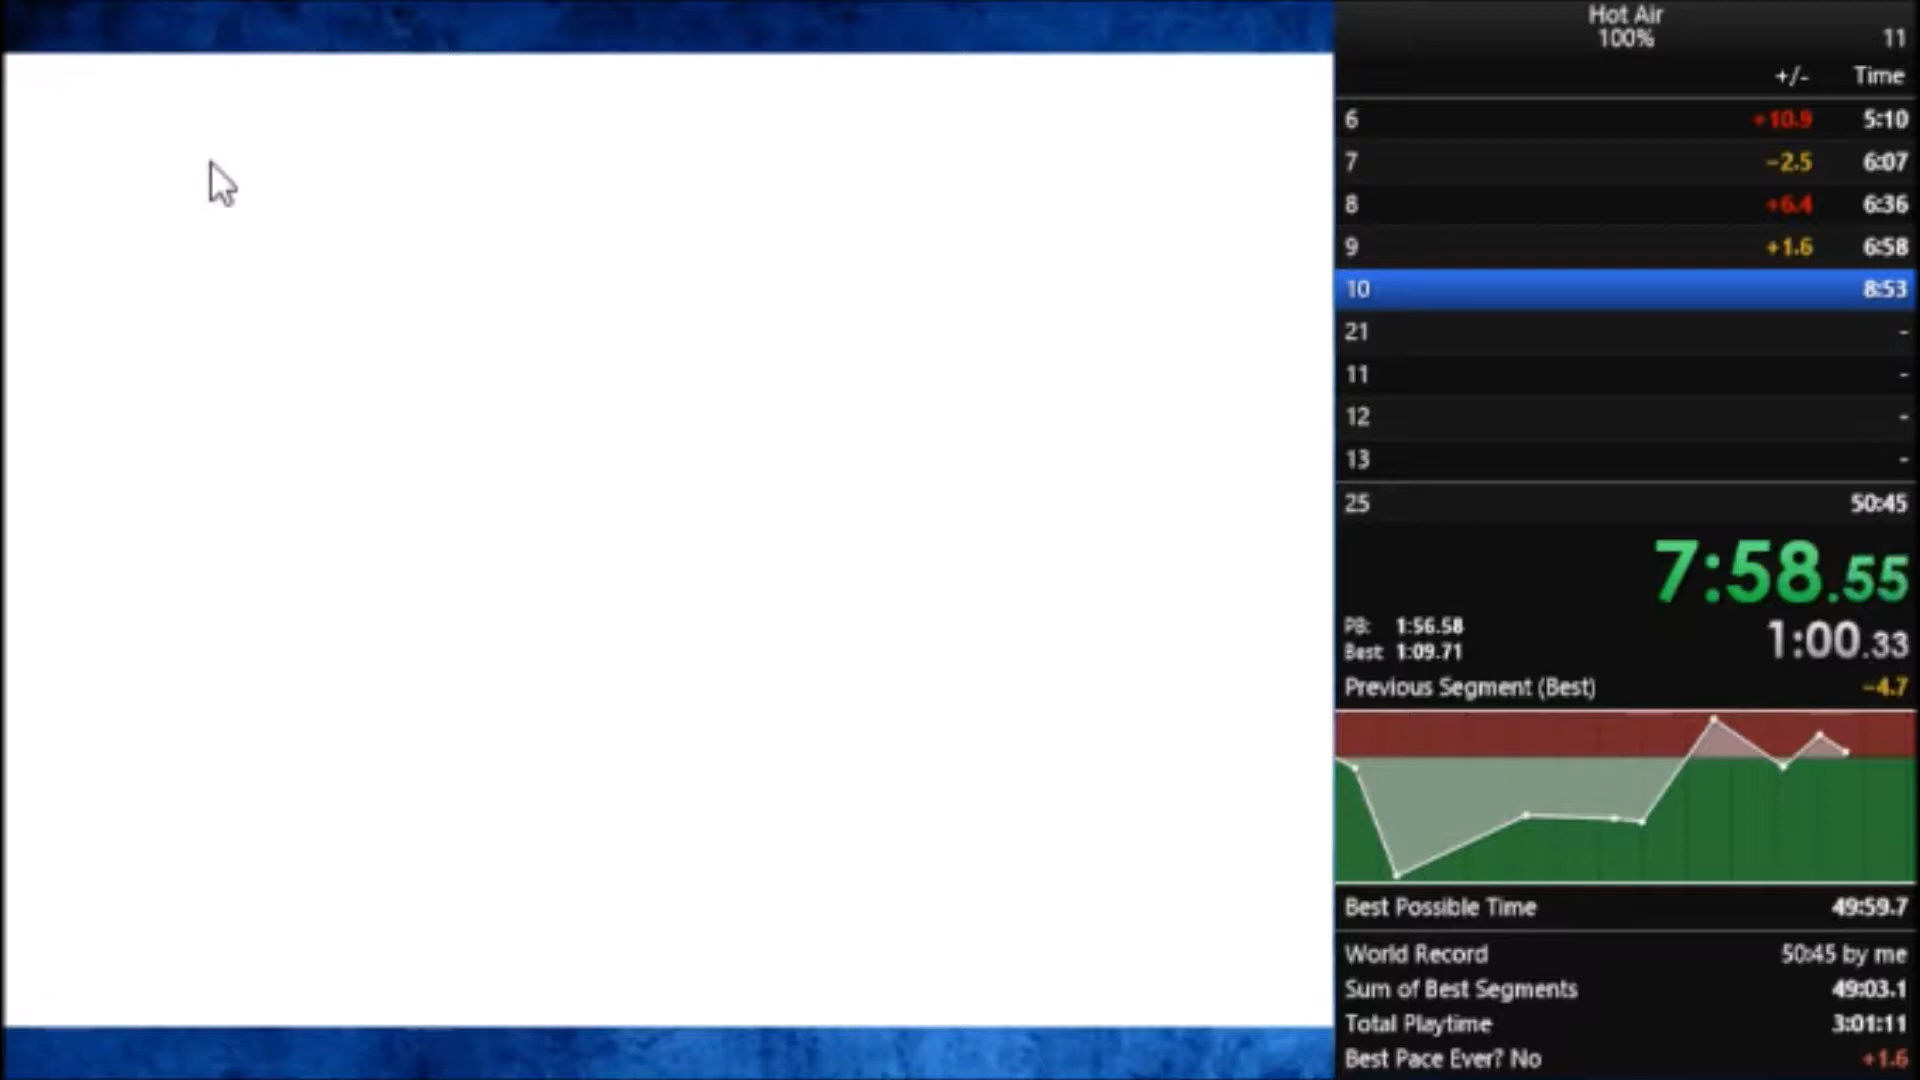 Hot Air
100% 11
+/- Time
6 +10.9 5:10
7 −2.5 6:07
8 +6.4 6:36
9 +1.6 6:58
10 8:53
21 -
11 -
12 -
13 -
25 50:45
7:58.55
PB: 1:56.58
1:00.33
Best: 1:09.71
Previous Segment (Best) −4.7
Best Possible Time 49:59.7
World Record 50:45 by me
Sum of Best Segments 49:03.1
Total Playtime 3:01:11
Best Pace Ever? No +1.6